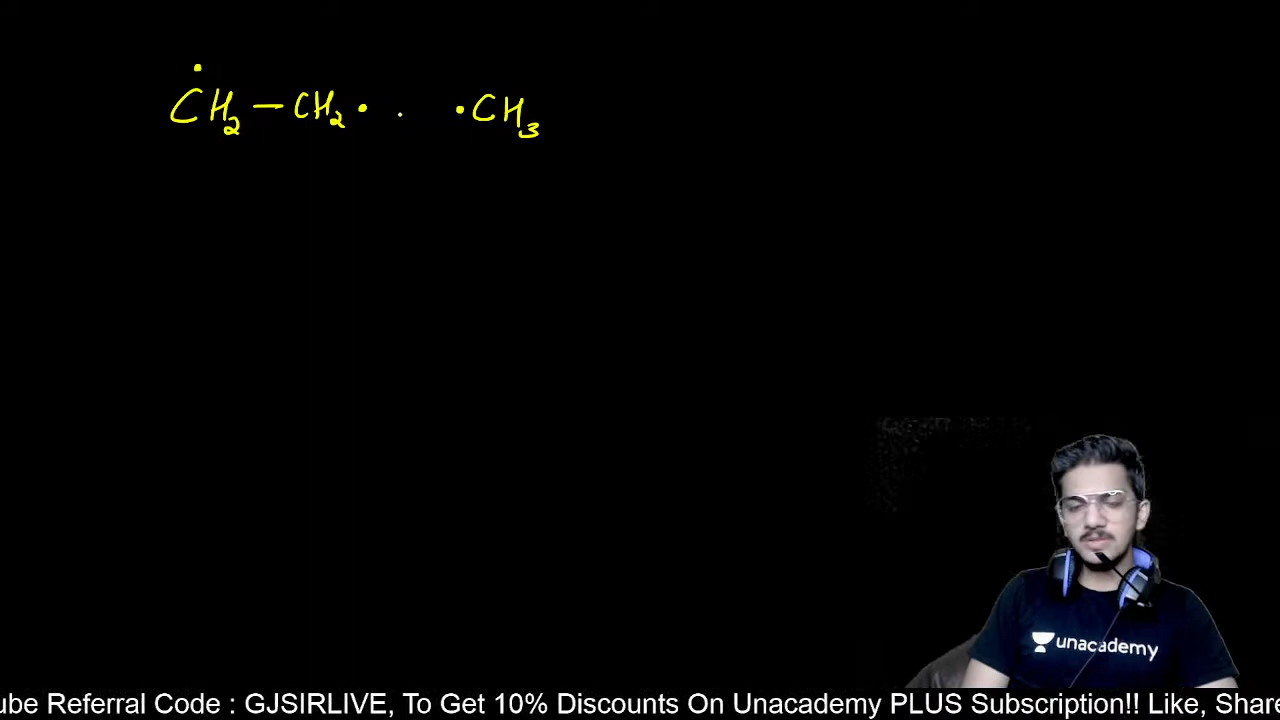 ĊH₂ — CH₂• •CH₃
unacademy
ube Referral Code : GJSIRLIVE, To Get 10% Discounts On Unacademy PLUS Subscription!! Like, Share